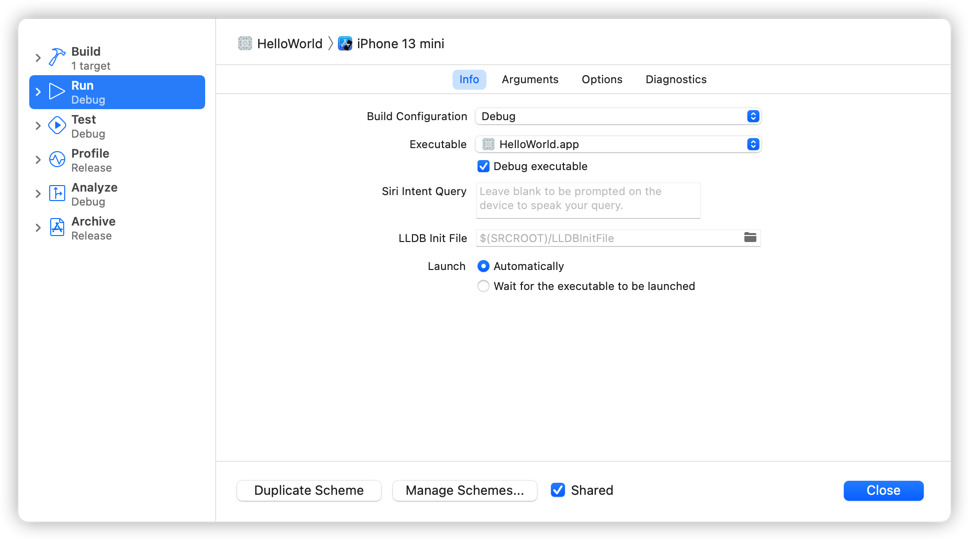 Build
1 target
Run
Debug
Test
Debug
Profile
Release
Analyze
Debug
Archive
Release
HelloWorld iPhone 13 mini
Info Arguments Options Diagnostics
Build Configuration Debug
Executable HelloWorld.app
Debug executable
Siri Intent Query Leave blank to be prompted on the
device to speak your query.
LLDB Init File $(SRCROOT)/LLDBInitFile
Launch Automatically
Wait for the executable to be launched
Duplicate Scheme Manage Schemes... Shared Close